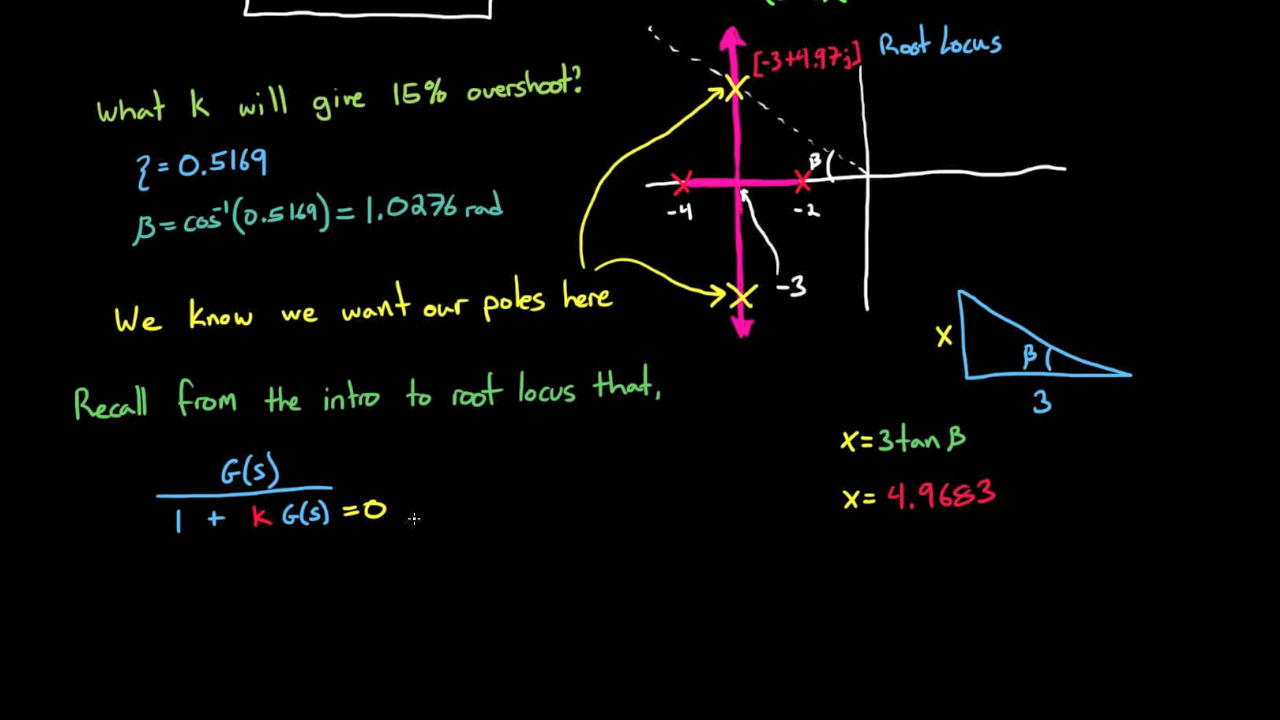 [-3+4.97j]
Root Locus
What k will give 15% overshoot?
ζ = 0.5169
β = cos⁻¹(0.5169) = 1.0276 rad
β
-4
-2
-3
We know we want our poles here
x
β
3
Recall from the intro to root locus that,
x = 3 tan β
x = 4.9683
G(s)
1 + k G(s) = 0